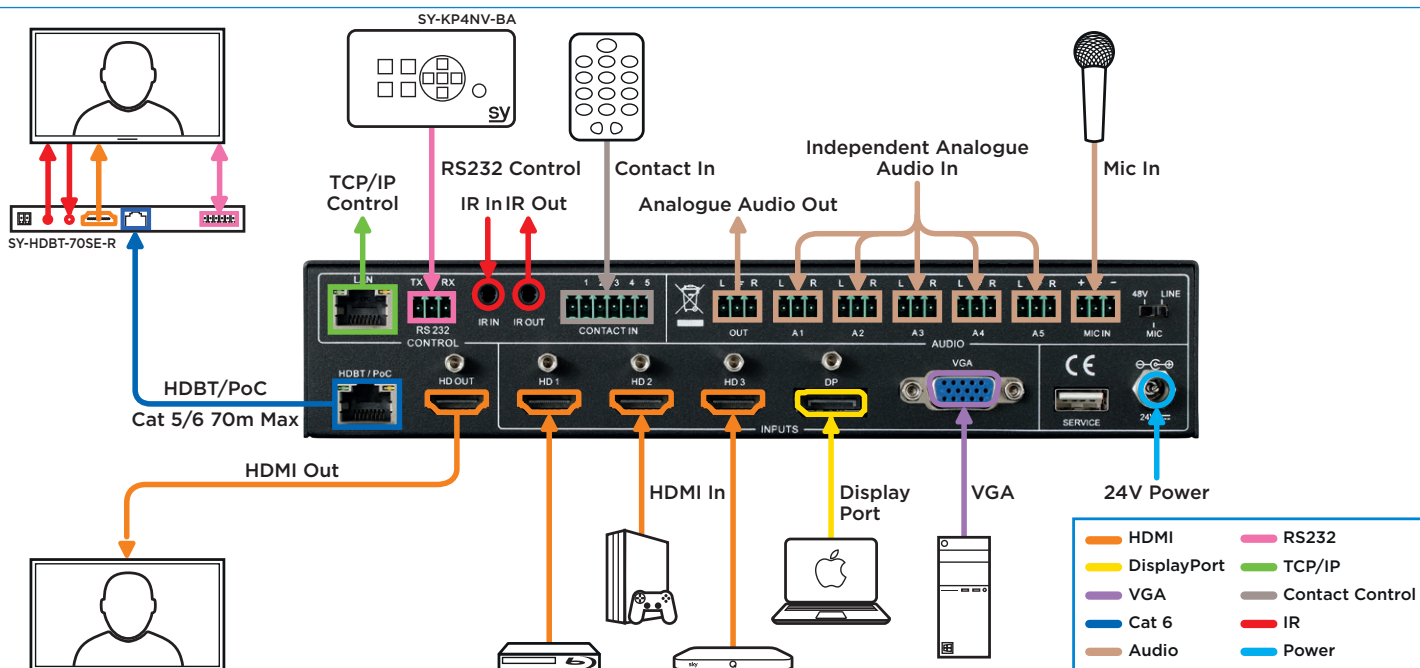 SY-KP4NV-BA
sy
TCP/IP
Control
RS232 Control
IR In IR Out
Contact In
Analogue Audio Out
Independent Analogue
Audio In
Mic In
SY-HDBT-70SE-R
LAN
TX RX
RS 232
IR IN
IR OUT
1 2 3 4 5
CONTACT IN
CONTROL
L - R
OUT
L R
A1
L R
A2
L R
A3
L R
A4
L R
A5
+ -
MIC IN
48V LINE
MIC
AUDIO
HDBT / PoC
HD OUT
HD 1
HD 2
HD 3
DP
VGA
INPUTS
CE
SERVICE
24V
HDBT/PoC
Cat 5/6 70m Max
HDMI Out
HDMI In
Display
Port
VGA
24V Power
sky Q
HDMI
DisplayPort
VGA
Cat 6
Audio
RS232
TCP/IP
Contact Control
IR
Power